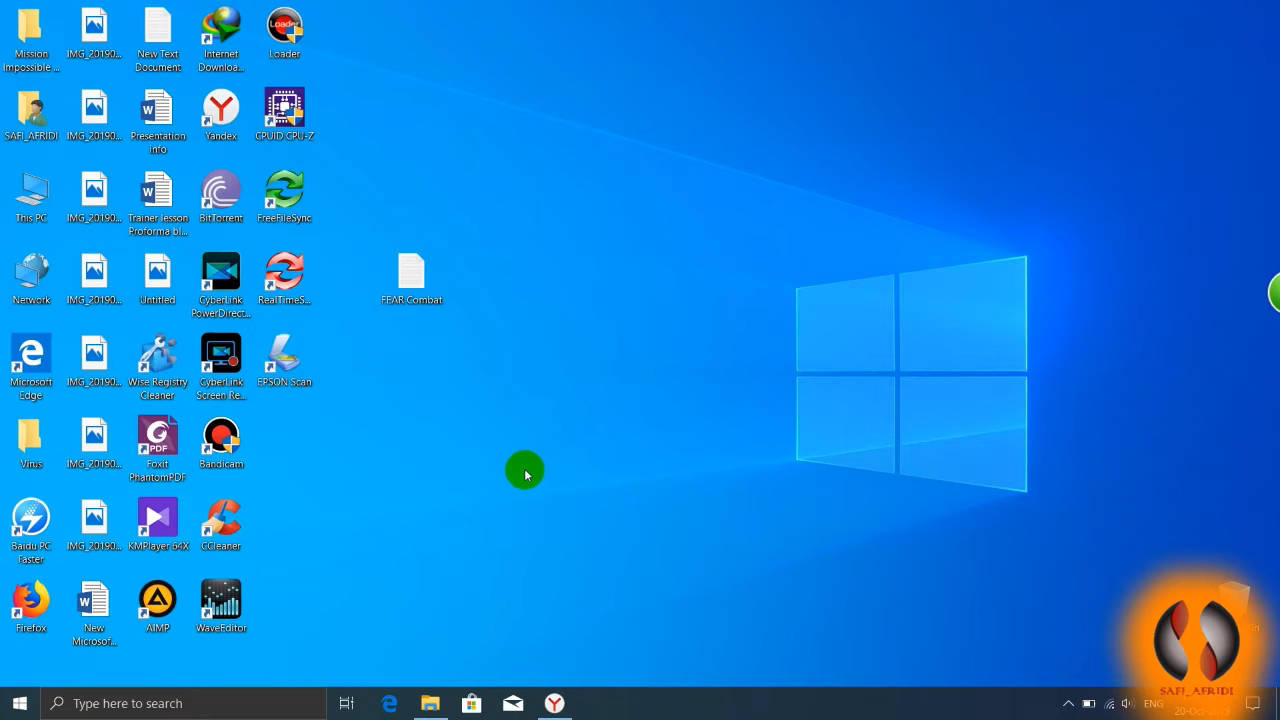 Mission
Impossible ...
IMG_20190...
New Text
Document
Internet
Downloa...
Loader
Loader
SAFI_AFRIDI
IMG_20190...
Presentation
info
Yandex
CPUID CPU-Z
This PC
IMG_20190...
Trainer lesson
Proforma bl...
BitTorrent
FreeFileSync
Network
IMG_20190...
Untitled
CyberLink
PowerDirect...
RealTimeS...
FEAR Combat
Microsoft
Edge
IMG_20190...
Wise Registry
Cleaner
CyberLink
Screen Re...
EPSON Scan
Virus
IMG_20190...
PDF
Foxit
PhantomPDF
Bandicam
Baidu PC
Faster
IMG_20190...
KMPlayer 64X
CCleaner
Firefox
New
Microsof...
AIMP
WaveEditor
SAFI_AFRIDI
Type here to search
ENG